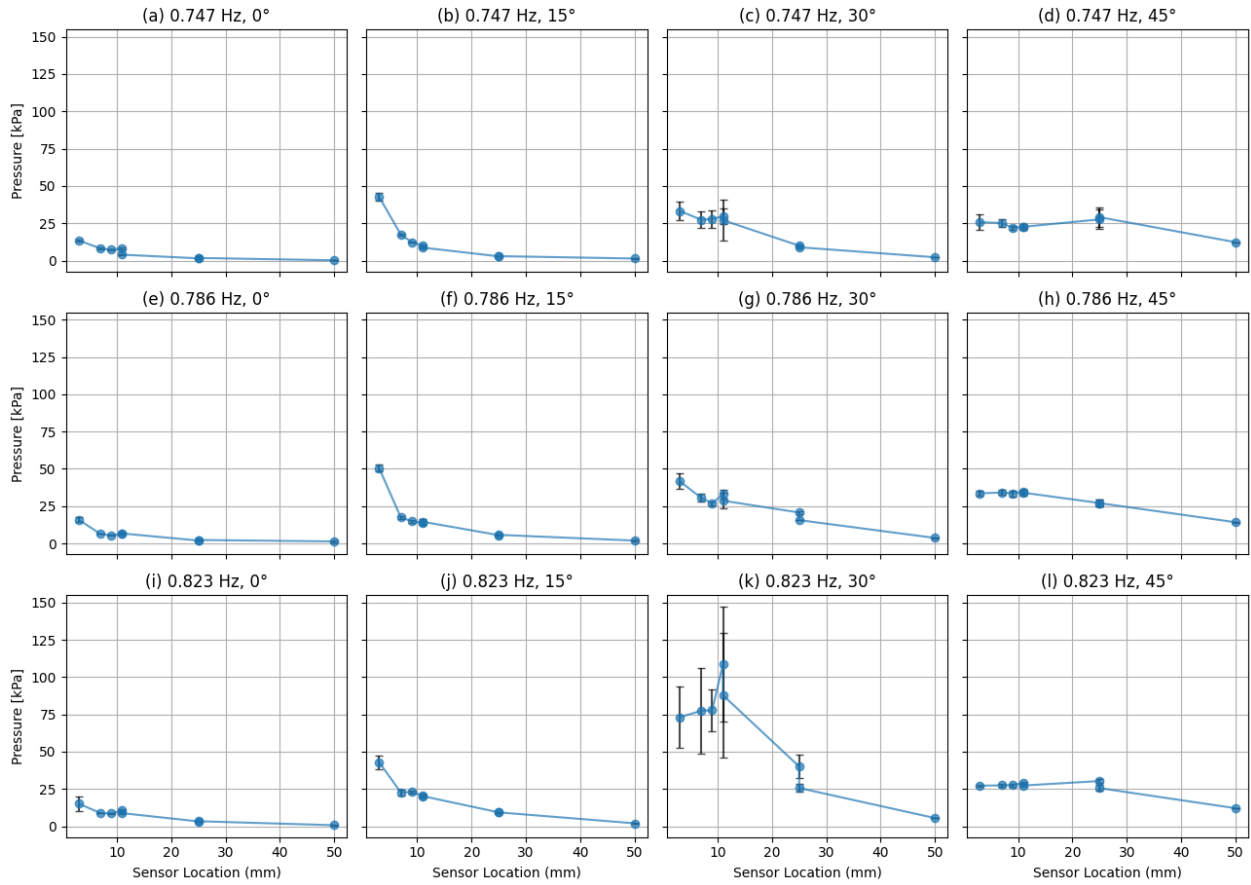 (a) 0.747 Hz, 0°
(b) 0.747 Hz, 15°
(c) 0.747 Hz, 30°
(d) 0.747 Hz, 45°
150
125
100
75
50
25
0
Pressure [kPa]
(e) 0.786 Hz, 0°
(f) 0.786 Hz, 15°
(g) 0.786 Hz, 30°
(h) 0.786 Hz, 45°
150
125
100
75
50
25
0
Pressure [kPa]
(i) 0.823 Hz, 0°
(j) 0.823 Hz, 15°
(k) 0.823 Hz, 30°
(l) 0.823 Hz, 45°
150
125
100
75
50
25
0
Pressure [kPa]
10 20 30 40 50
10 20 30 40 50
10 20 30 40 50
10 20 30 40 50
Sensor Location (mm)
Sensor Location (mm)
Sensor Location (mm)
Sensor Location (mm)